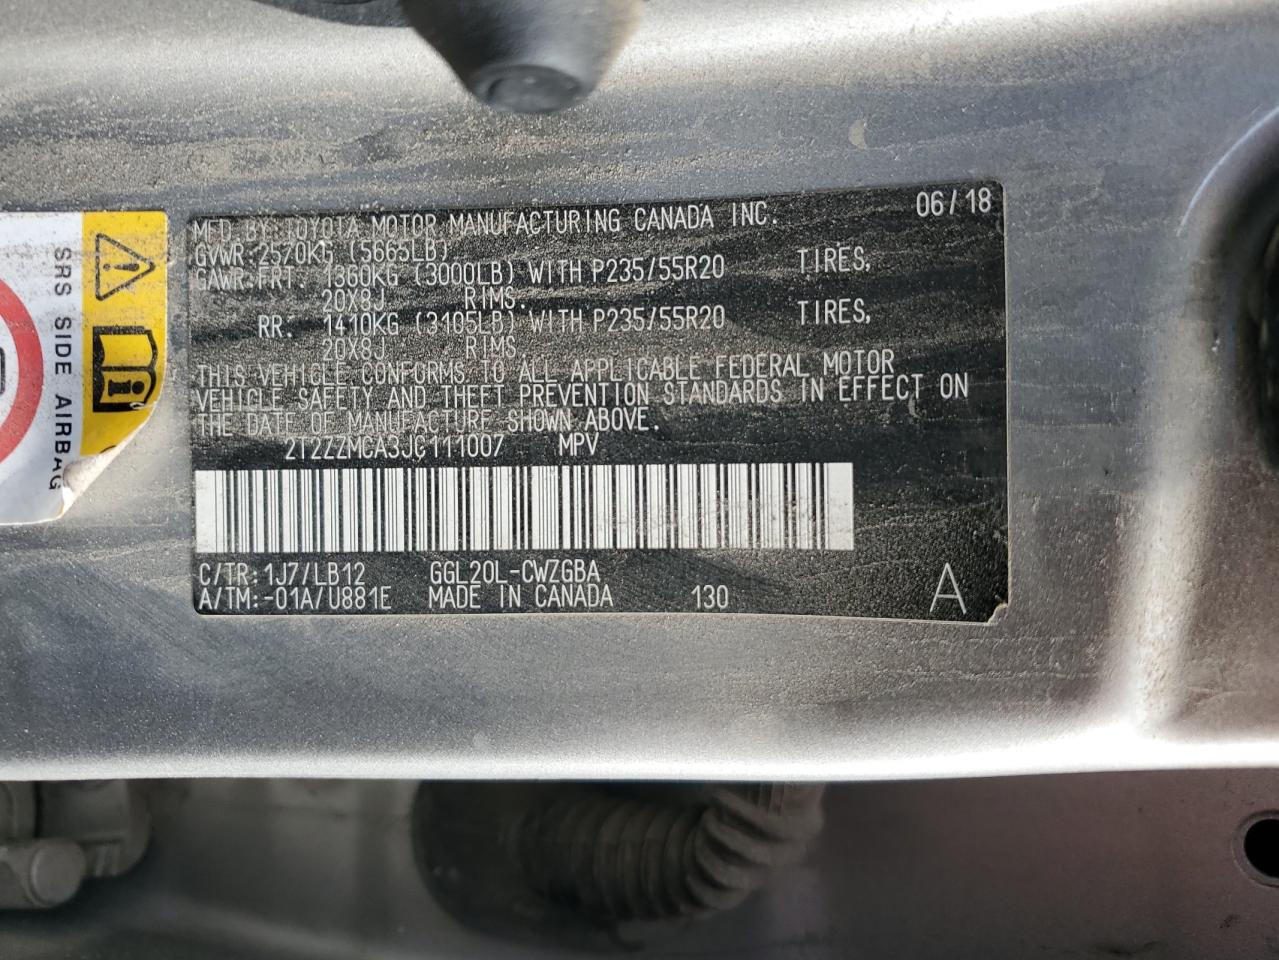 MFD BY: TOYOTA MOTOR MANUFACTURING CANADA INC. 06/18
GVWR:2570KG (5665LB)
GAWR:FRT. 1360KG (3000LB) WITH P235/55R20 TIRES,
20X8J RIMS.
RR: 1410KG (3105LB) WITH P235/55R20 TIRES,
20X8J RIMS
THIS VEHICLE CONFORMS TO ALL APPLICABLE FEDERAL MOTOR
VEHICLE SAFETY AND THEFT PREVENTION STANDARDS IN EFFECT ON
THE DATE OF MANUFACTURE SHOWN ABOVE.
2T2ZZMCA3JC111007 MPV
C/TR:1J7/LB12 GGL20L-CWZGBA
A/TM:-01A/U881E MADE IN CANADA 130 A
SRS SIDE AIRBAG